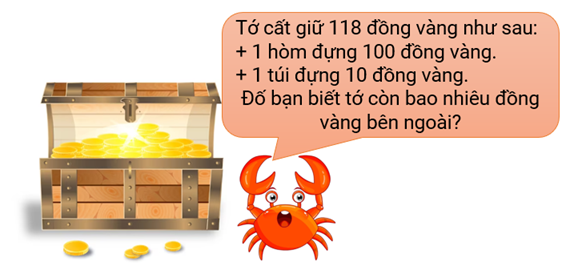 Tớ cất giữ 118 đồng vàng như sau:
+ 1 hòm đựng 100 đồng vàng.
+ 1 túi đựng 10 đồng vàng.
Đố bạn biết tớ còn bao nhiêu đồng
vàng bên ngoài?